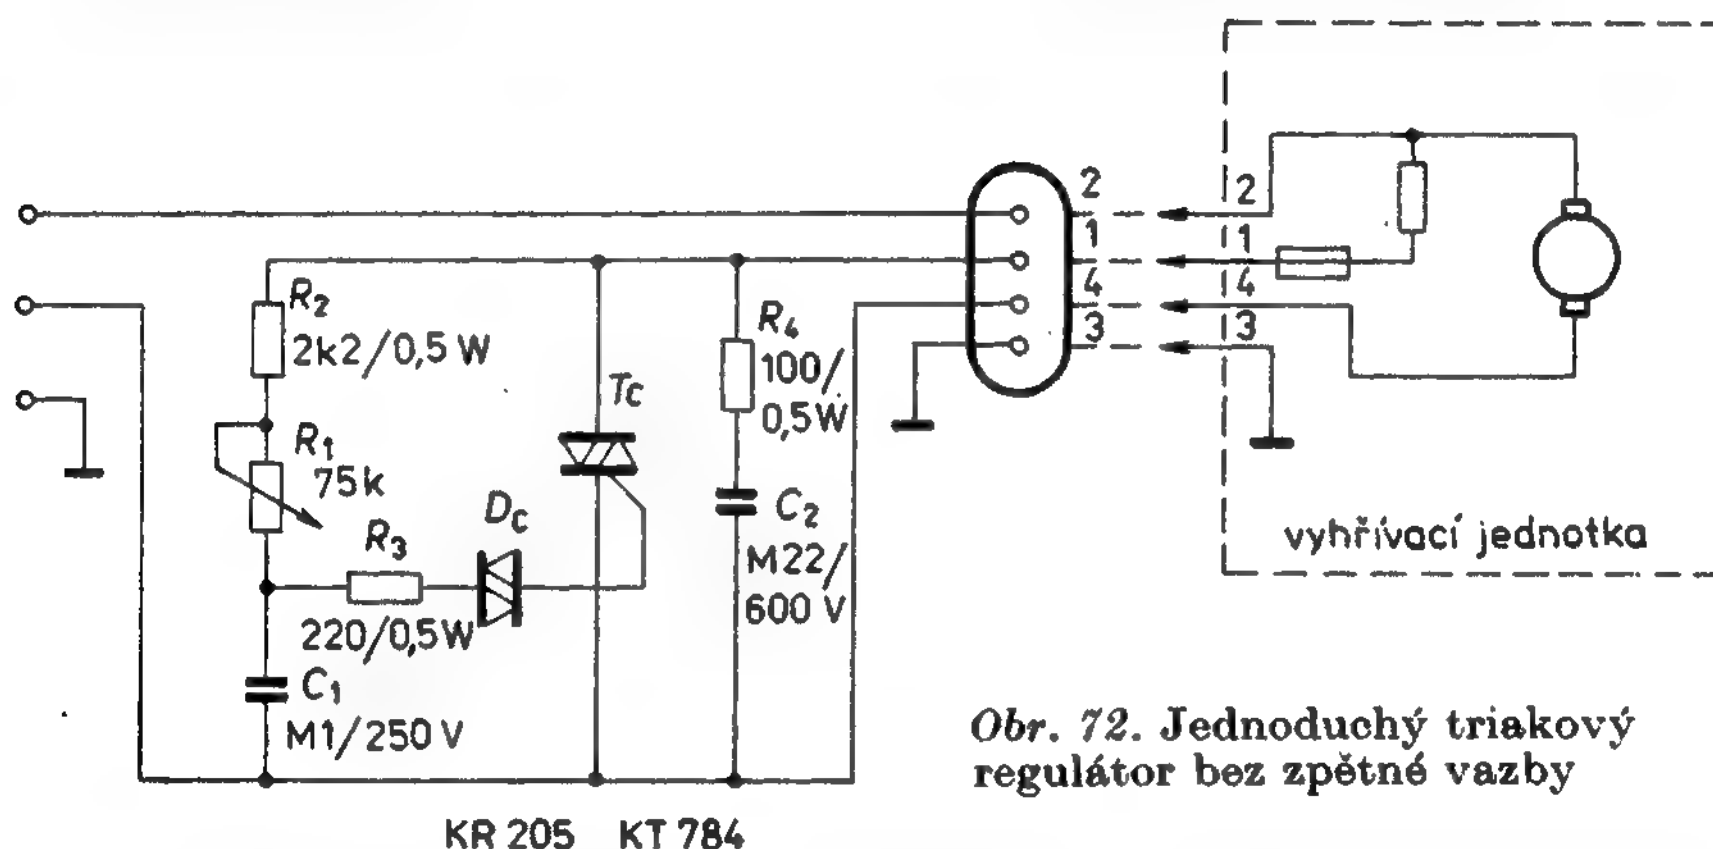 2
1
4
3
2
1
4
3
R2
2k2/0,5 W
R1
75k
R3
220/0,5W
C1
M1/250 V
Dc
Tc
R4
100/
0,5W
C2
M22/
600 V
vyhřívací jednotka
KR 205 KT 784
Obr. 72. Jednoduchý triakový
regulátor bez zpětné vazby